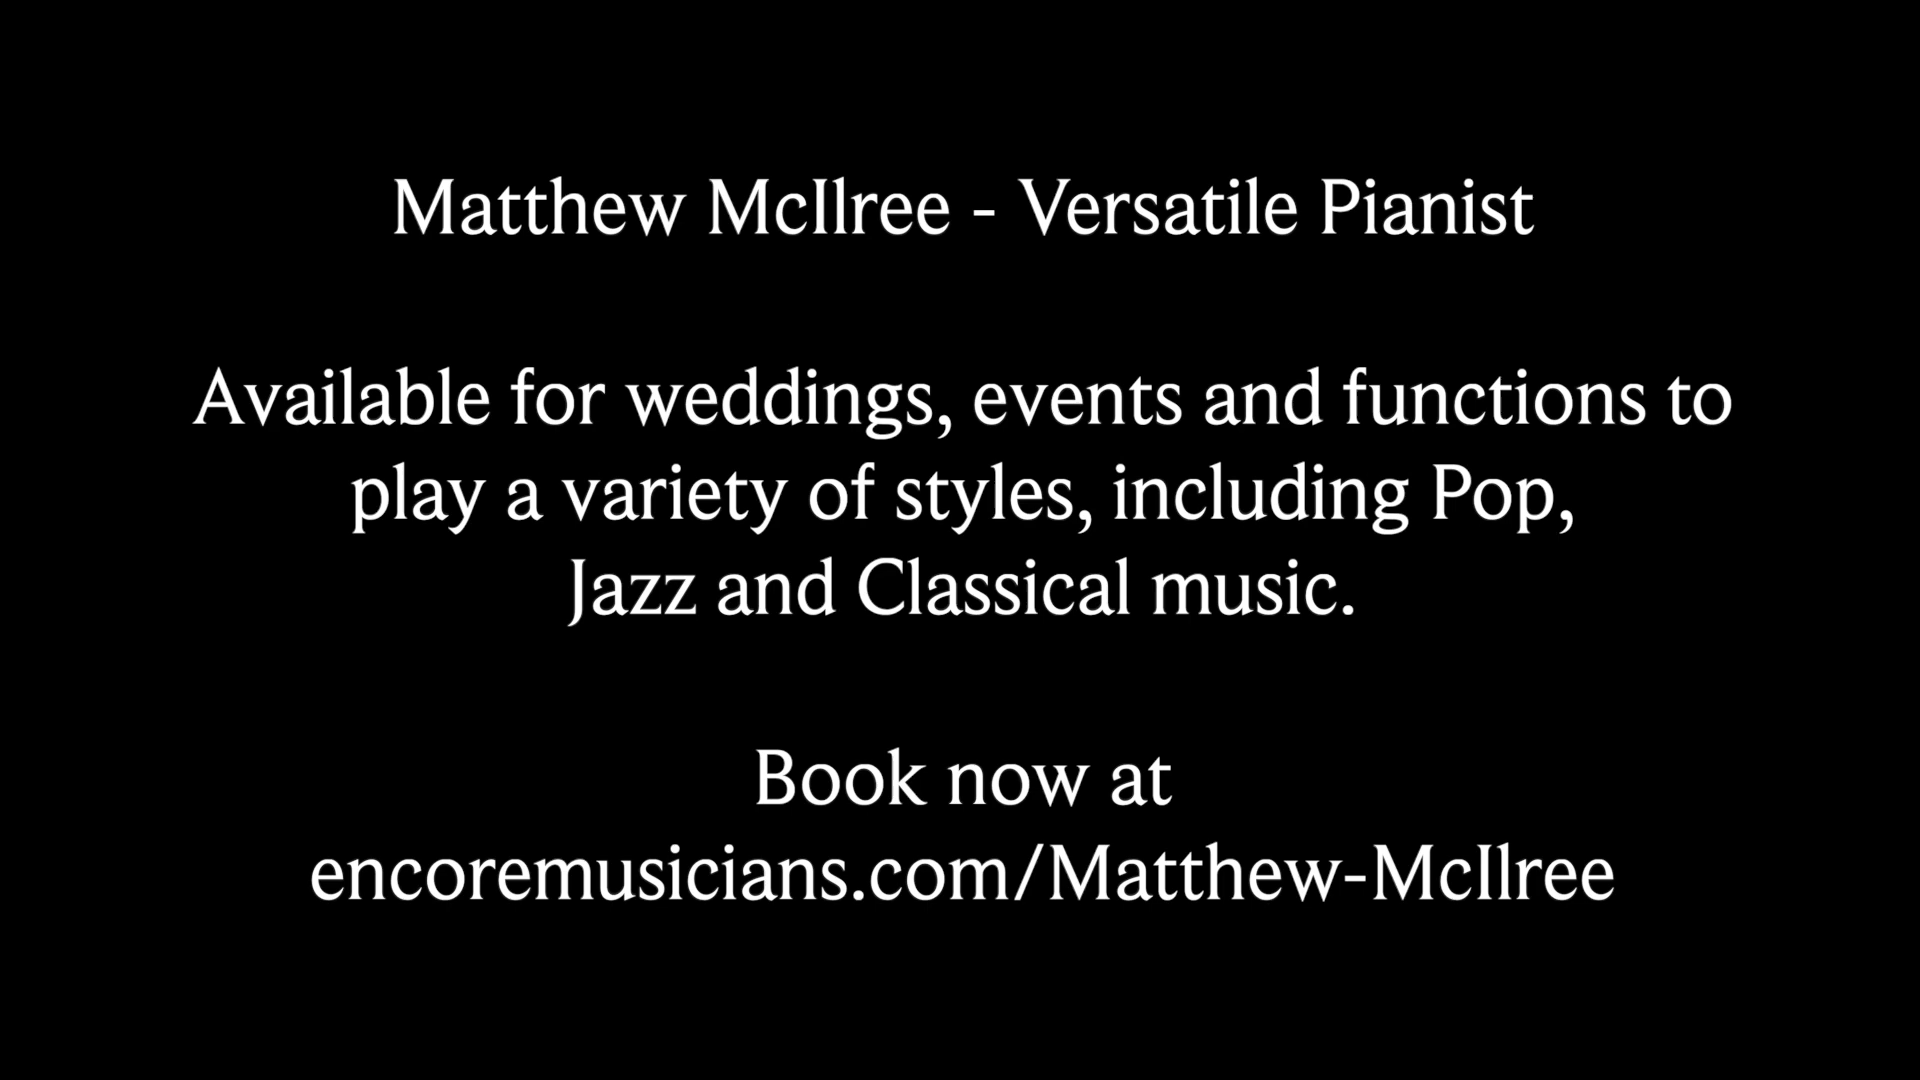 Matthew McIlree - Versatile Pianist
Available for weddings, events and functions to
play a variety of styles, including Pop,
Jazz and Classical music.
Book now at
encoremusicians.com/Matthew-McIlree